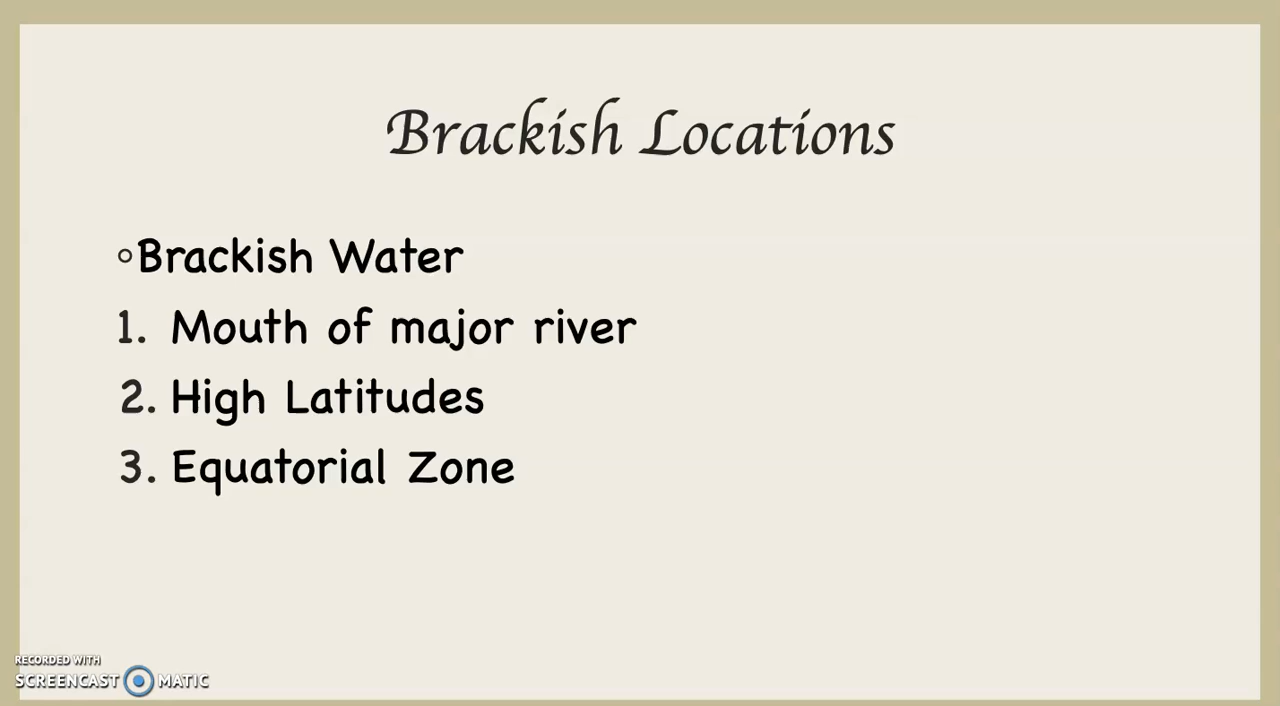 Brackish Locations
◦Brackish Water
1. Mouth of major river
2. High Latitudes
3. Equatorial Zone
RECORDED WITH
SCREENCAST MATIC